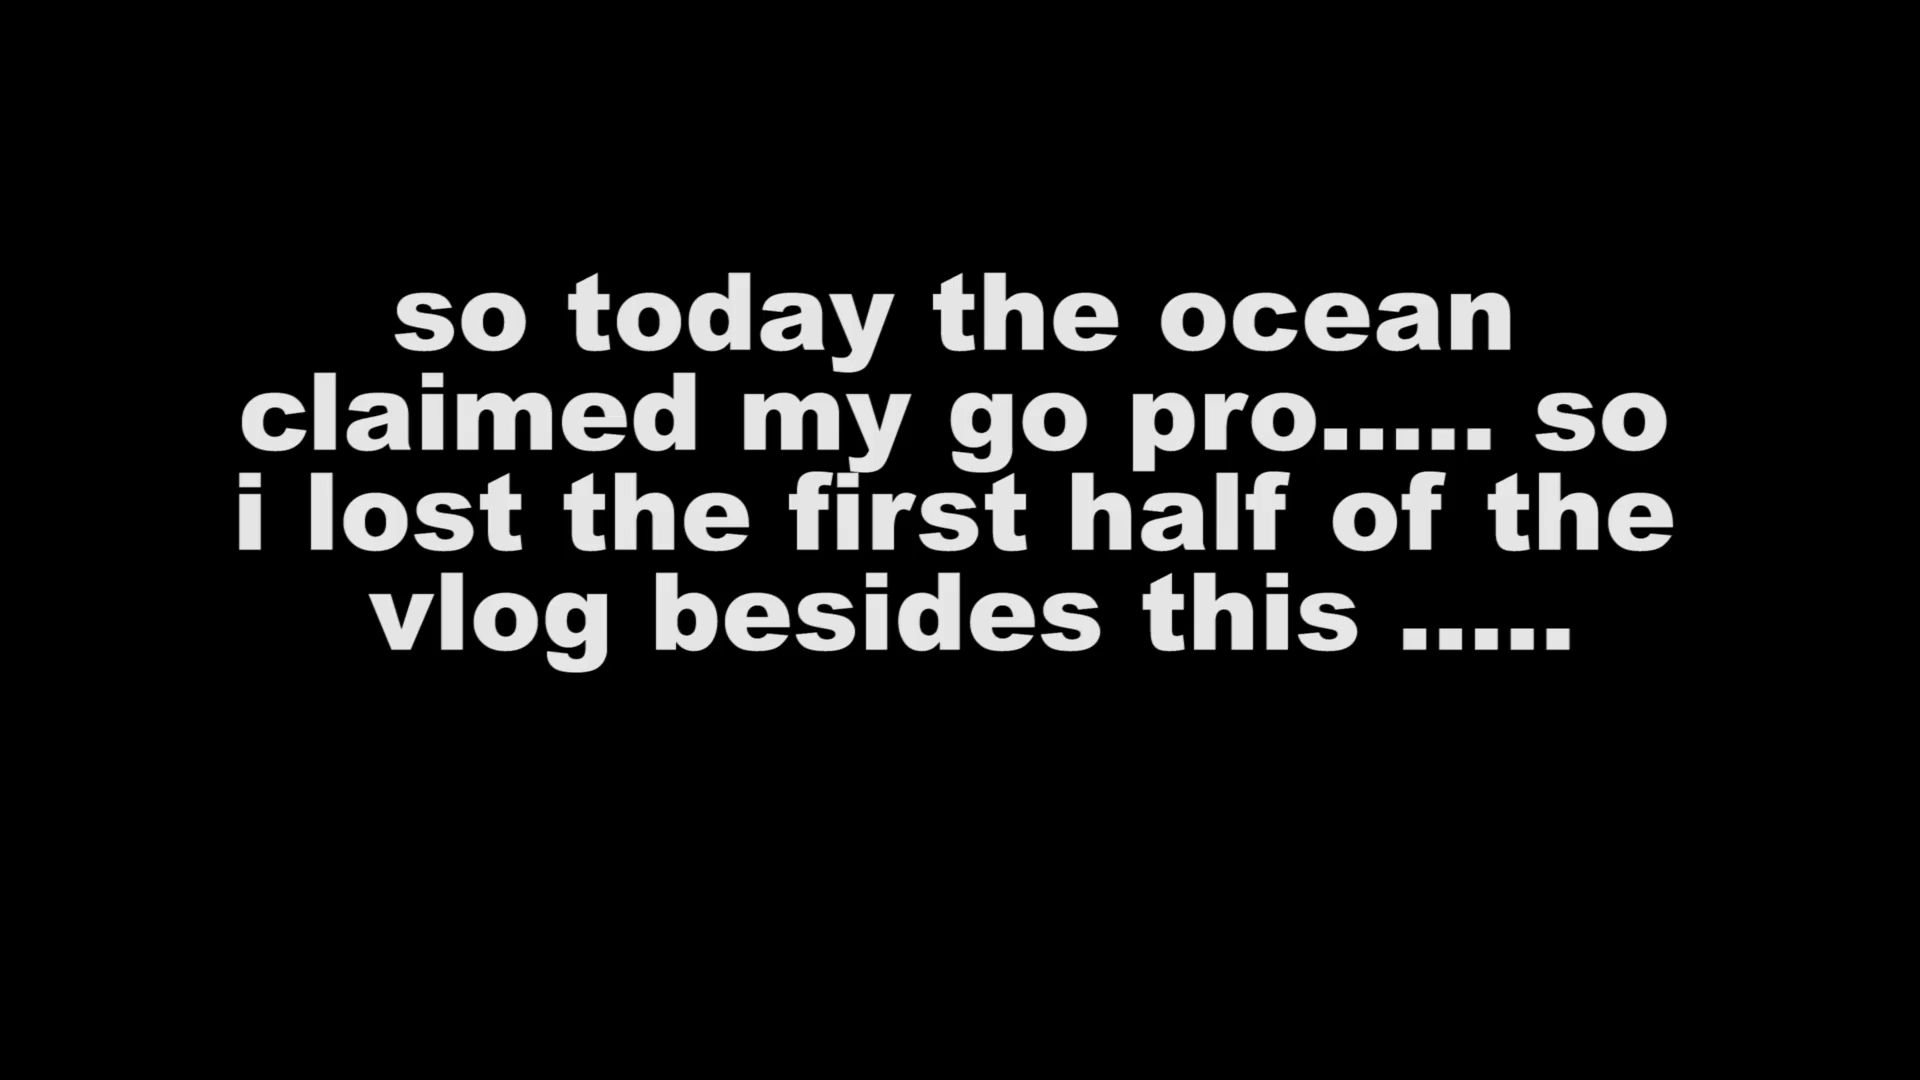 so today the ocean
claimed my go pro..... so
i lost the first half of the
vlog besides this .....